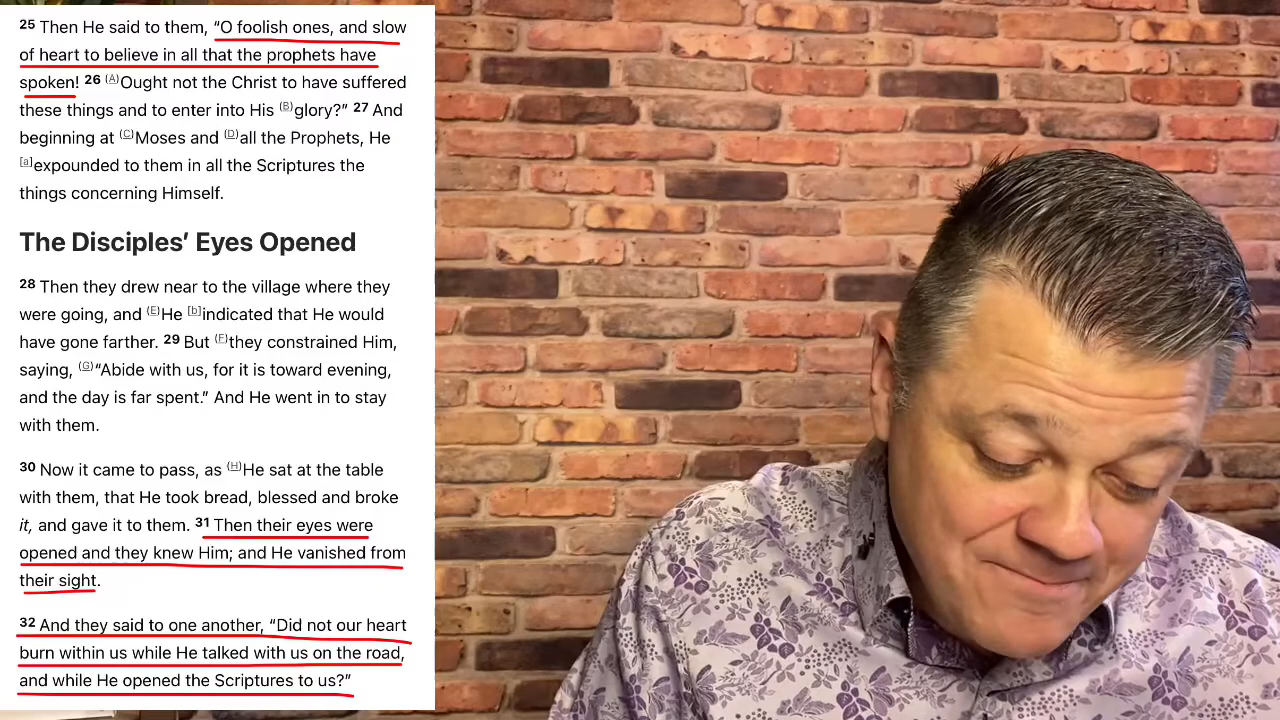 25 Then He said to them, “O foolish ones, and slow
of heart to believe in all that the prophets have
spoken! 26 (A)Ought not the Christ to have suffered
these things and to enter into His (B)glory?” 27 And
beginning at (C)Moses and (D)all the Prophets, He
[a]expounded to them in all the Scriptures the
things concerning Himself.
The Disciples’ Eyes Opened
28 Then they drew near to the village where they
were going, and (E)He [b]indicated that He would
have gone farther. 29 But (F)they constrained Him,
saying, (G)“Abide with us, for it is toward evening,
and the day is far spent.” And He went in to stay
with them.
30 Now it came to pass, as (H)He sat at the table
with them, that He took bread, blessed and broke
it, and gave it to them. 31 Then their eyes were
opened and they knew Him; and He vanished from
their sight.
32 And they said to one another, “Did not our heart
burn within us while He talked with us on the road,
and while He opened the Scriptures to us?”